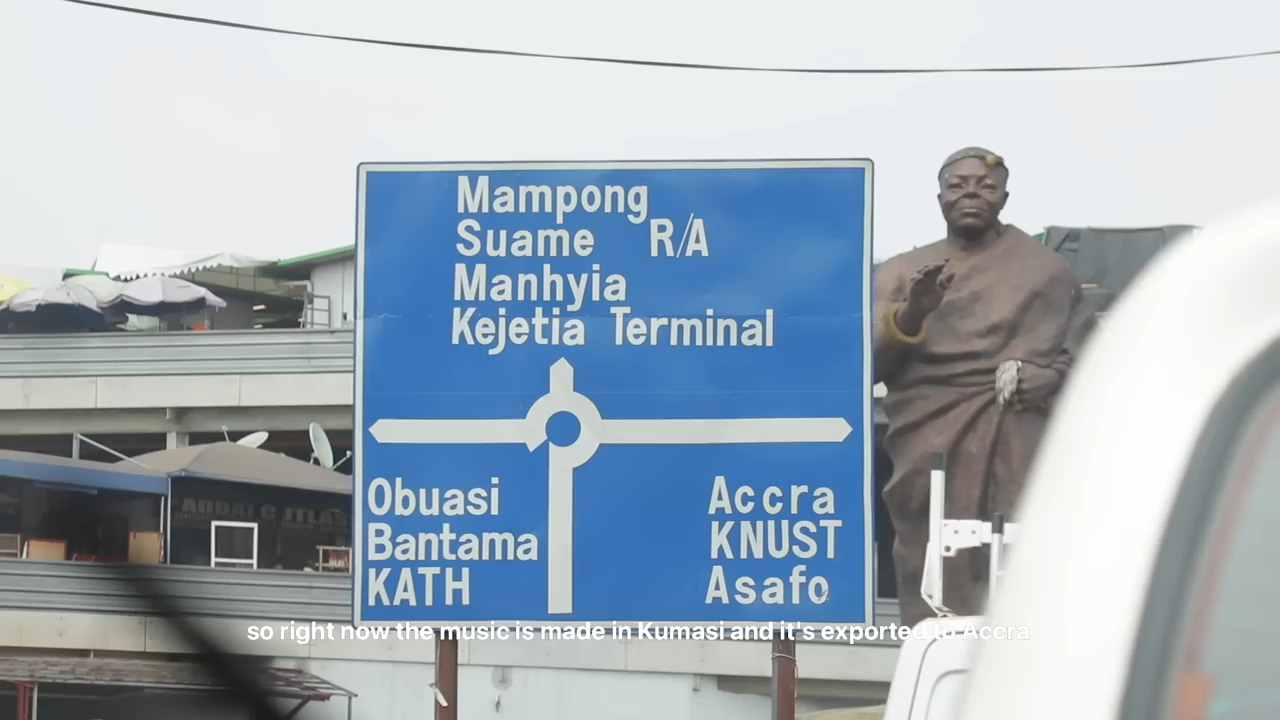 Mampong
Suame R/A
Manhyia
Kejetia Terminal
Obuasi
Bantama
KATH
Accra
KNUST
Asafo
so right now the music is made in Kumasi and it's exported to Accra